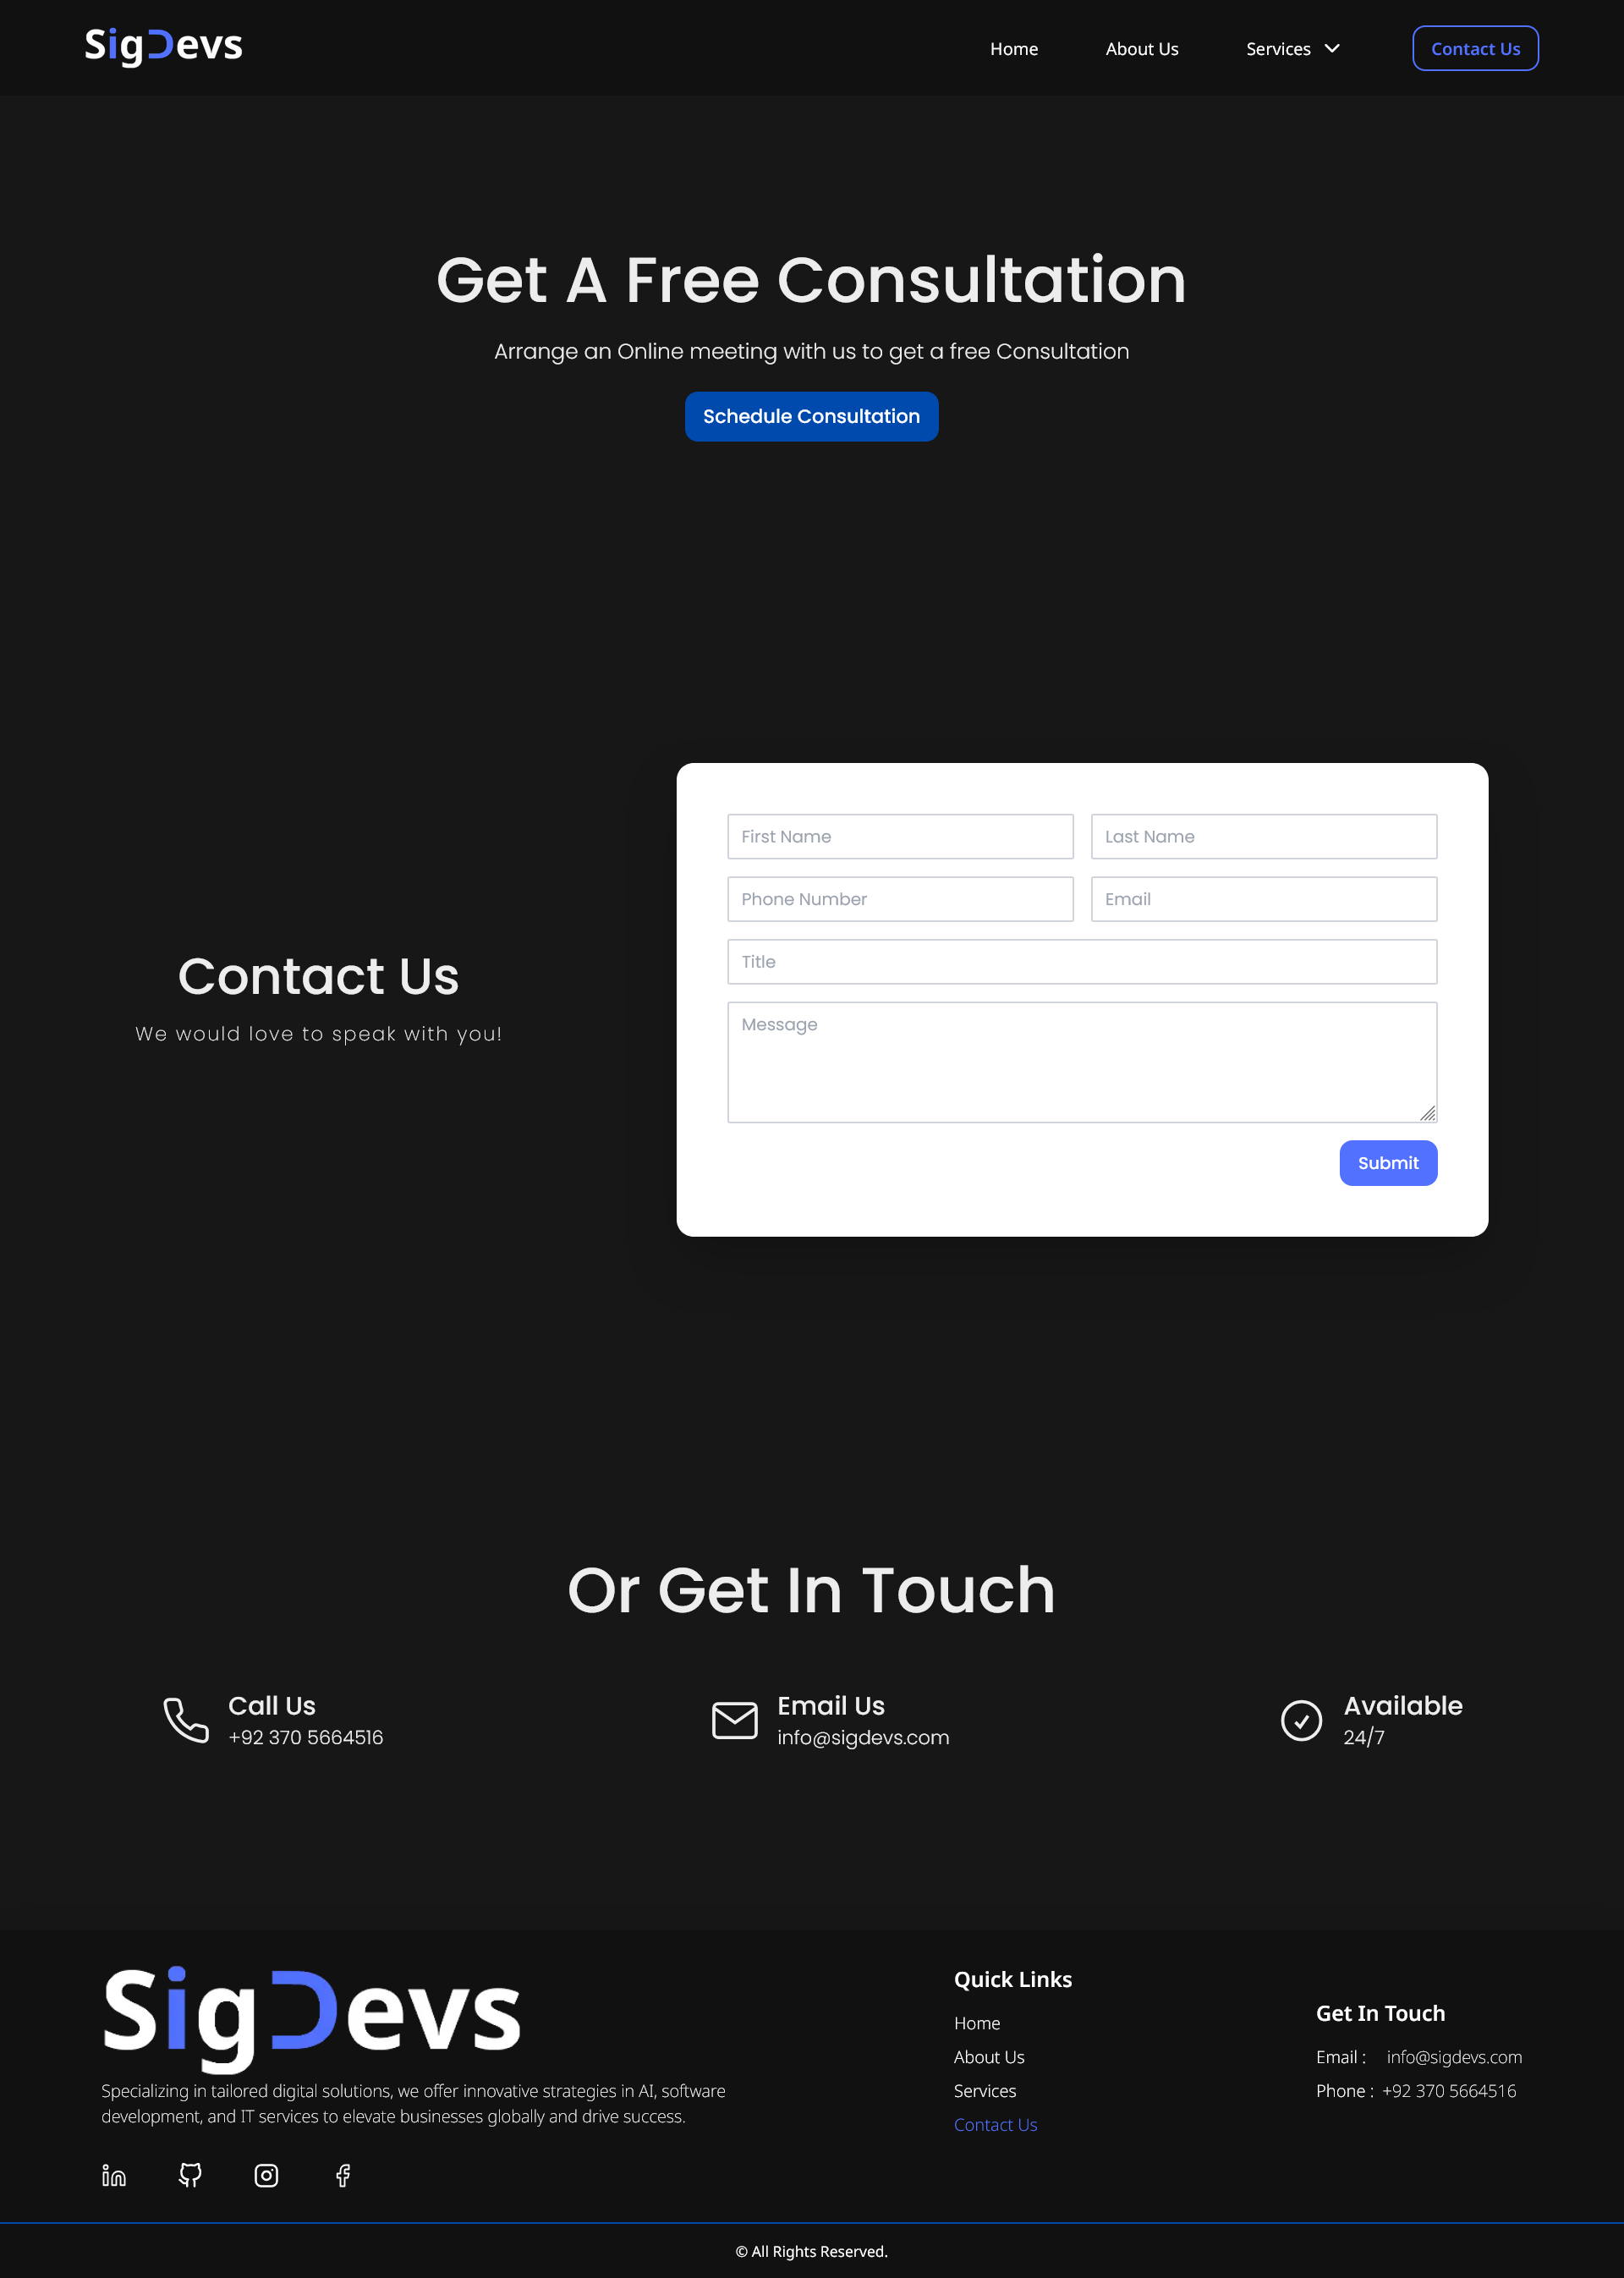 SigDevs
Home
About Us
Services
Contact Us
Get A Free Consultation
Arrange an Online meeting with us to get a free Consultation
Schedule Consultation
Contact Us
We would love to speak with you!
First Name
Last Name
Phone Number
Email
Title
Message
Submit
Or Get In Touch
Call Us
+92 370 5664516
Email Us
info@sigdevs.com
Available
24/7
SigDevs
Specializing in tailored digital solutions, we offer innovative strategies in AI, software
development, and IT services to elevate businesses globally and drive success.
Quick Links
Home
About Us
Services
Contact Us
Get In Touch
Email : info@sigdevs.com
Phone : +92 370 5664516
© All Rights Reserved.